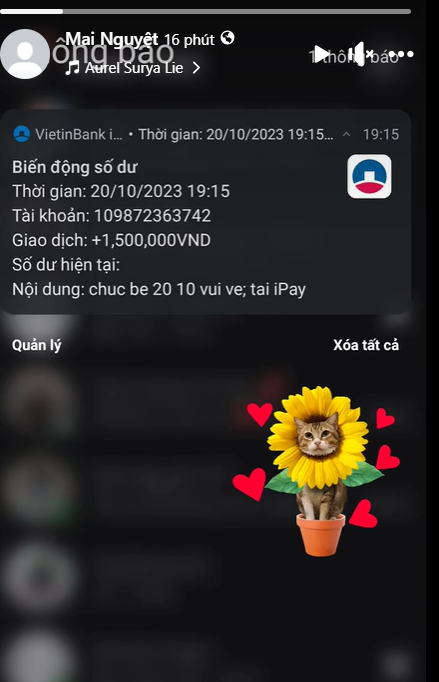 Mai Nguyệt 16 phút
ông báo
1 thông báo
Aurel Surya Lie
VietinBank i... • Thời gian: 20/10/2023 19:15... 19:15
Biến động số dư
Thời gian: 20/10/2023 19:15
Tài khoản: 109872363742
Giao dịch: +1,500,000VND
Số dư hiện tại:
Nội dung: chuc be 20 10 vui ve; tai iPay
Quản lý
Xóa tất cả